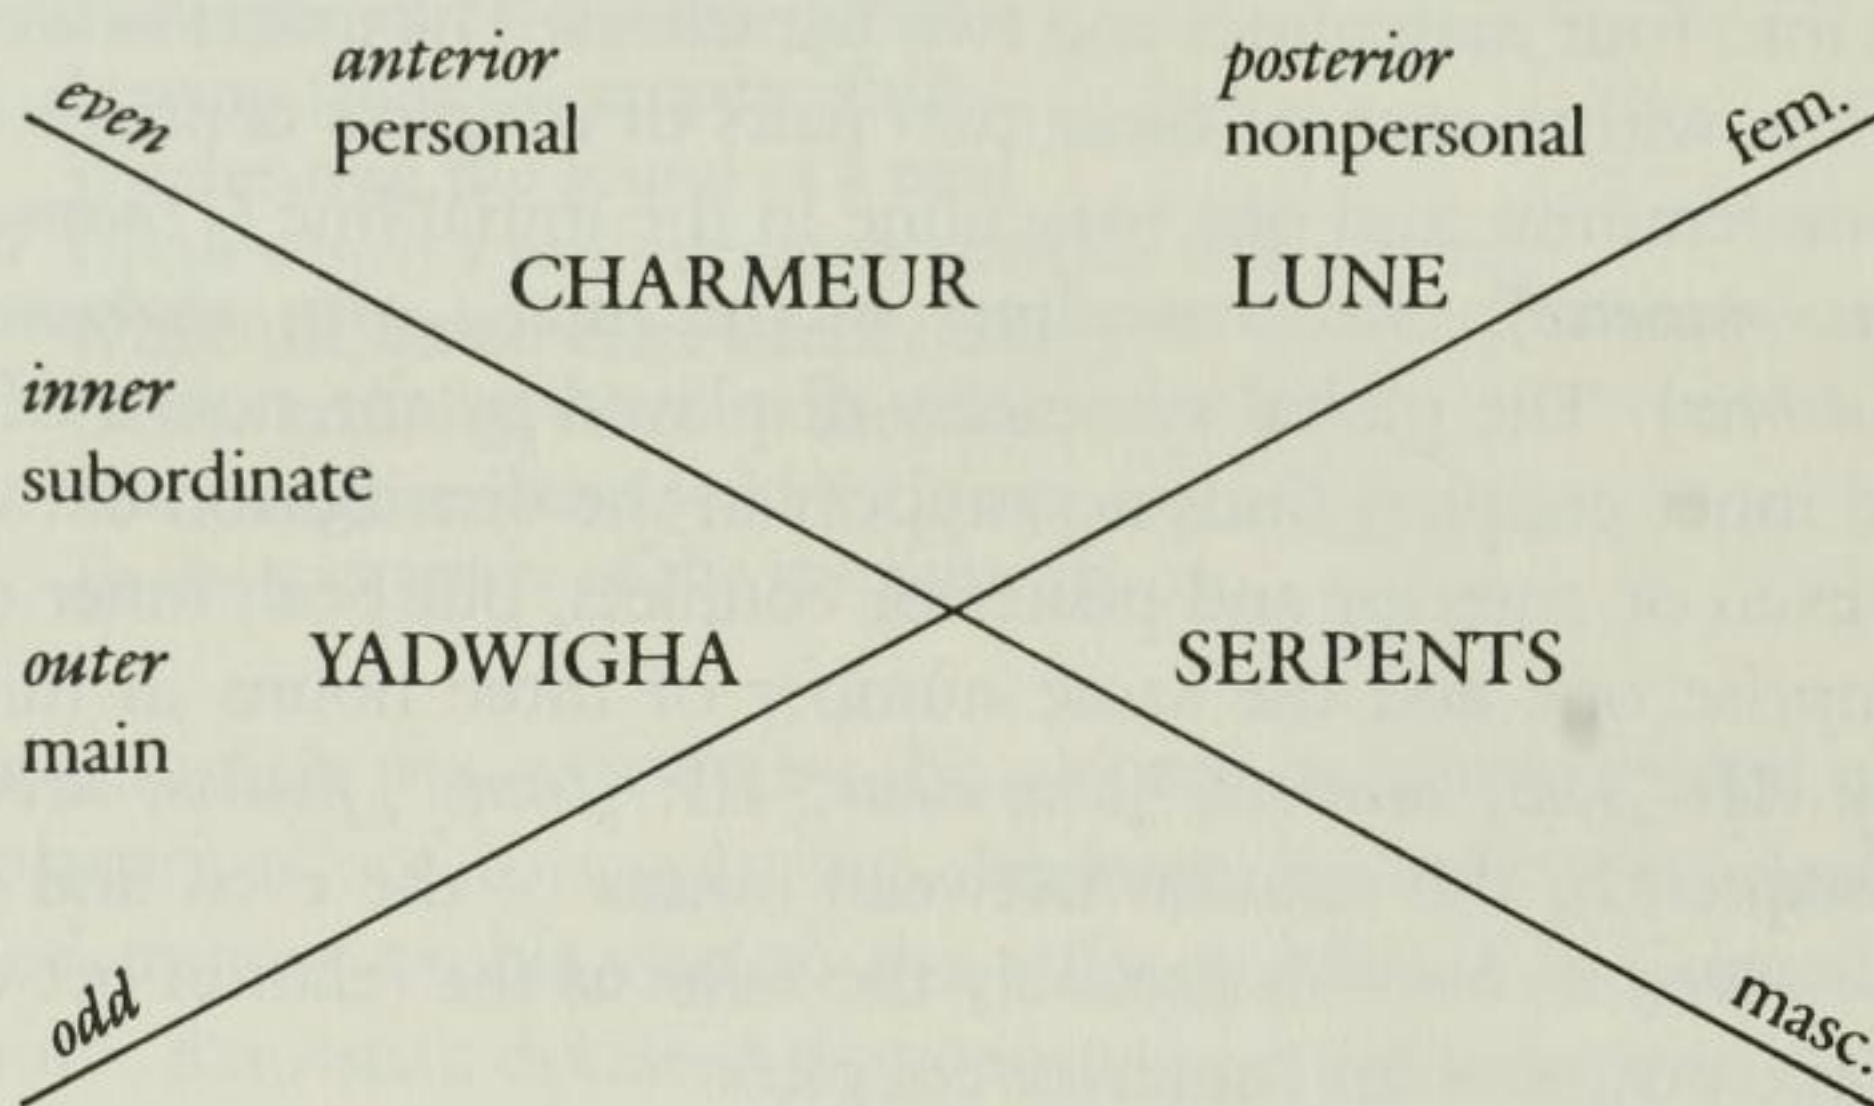 anterior
personal
posterior
nonpersonal
even
fem.
CHARMEUR
LUNE
inner
subordinate
outer
main
YADWIGHA
SERPENTS
odd
masc.